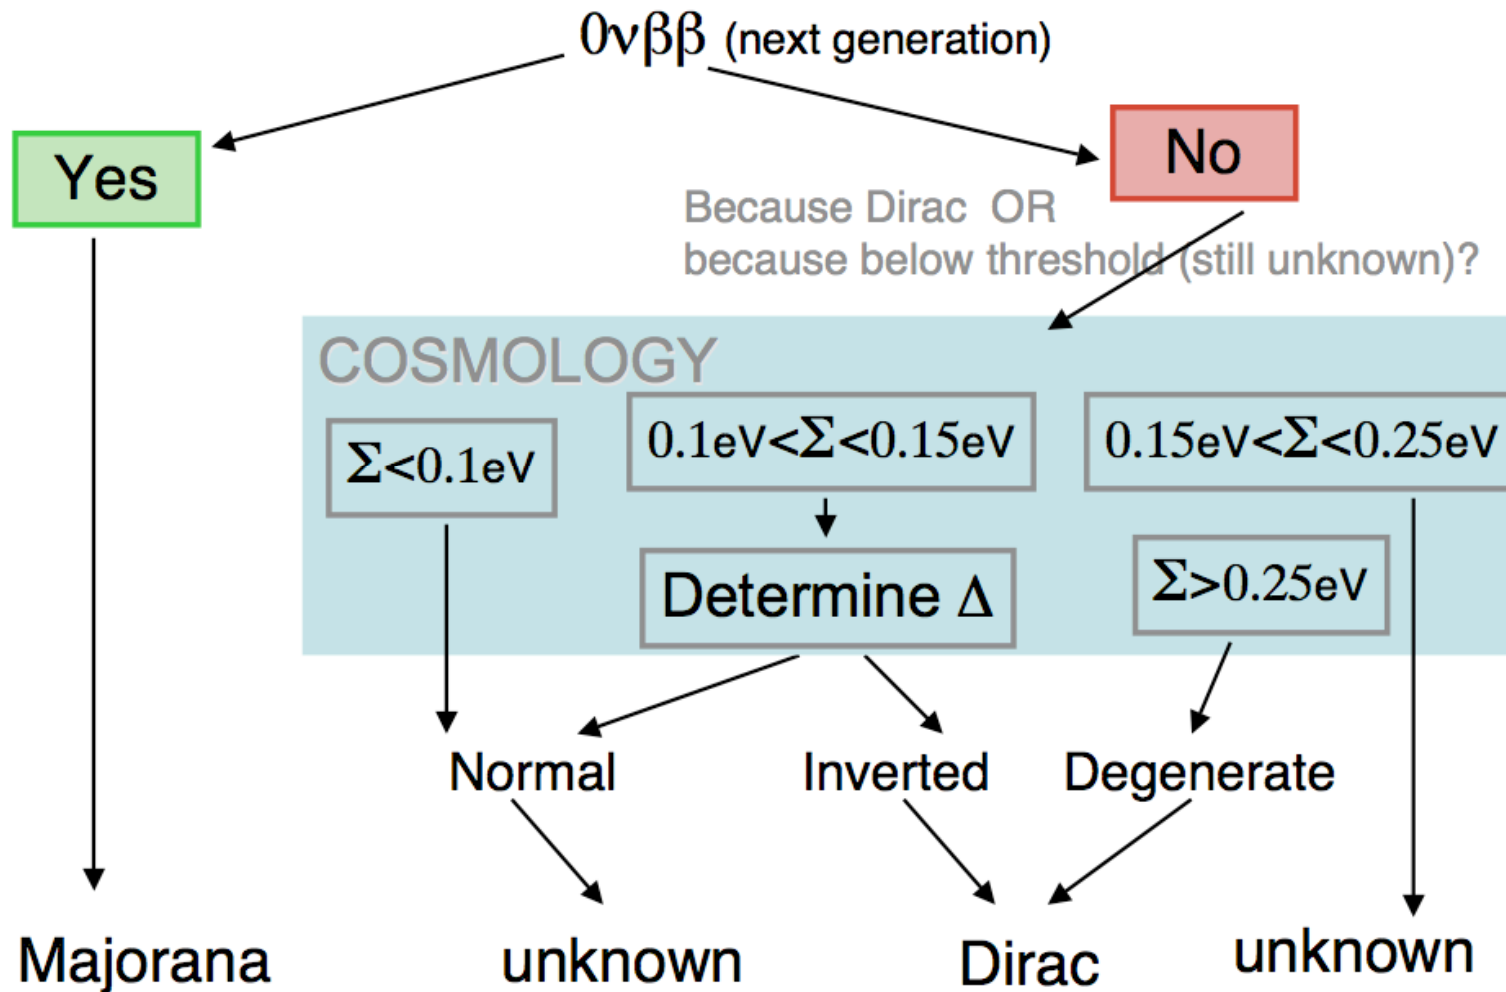 0νββ (next generation)
Yes
No
Because Dirac OR
because below threshold (still unknown)?
COSMOLOGY
Σ<0.1eV
0.1eV<Σ<0.15eV
0.15eV<Σ<0.25eV
Determine Δ
Σ>0.25eV
Normal
Inverted
Degenerate
Majorana
unknown
Dirac
unknown